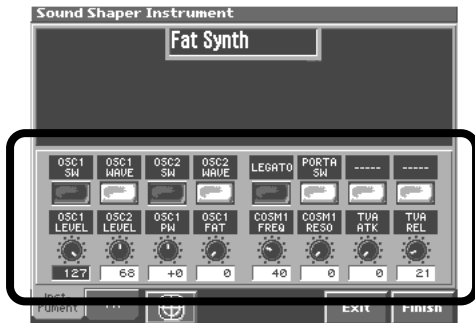 Sound Shaper Instrument
Fat Synth
OSC1 SW OSC1 WAVE OSC2 SW OSC2 WAVE LEGATO PORTA SW ----- -----
OSC1 LEVEL OSC2 LEVEL OSC1 PW OSC1 FAT COSM1 FREQ COSM1 RESO TVA ATK TVA REL
127 68 +0 0 40 0 0 21
Inst-rument Exit Finish